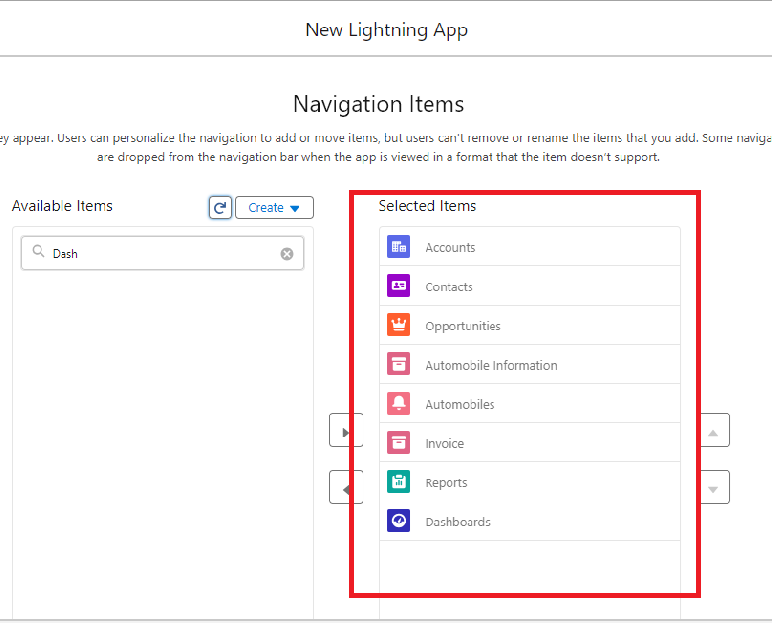 New Lightning App
Navigation Items
ey appear. Users can personalize the navigation to add or move items, but users can't remove or rename the items that you add. Some naviga
are dropped from the navigation bar when the app is viewed in a format that the item doesn't support.
Available Items
Create
Selected Items
Dash
Accounts
Contacts
Opportunities
Automobile Information
Automobiles
Invoice
Reports
Dashboards